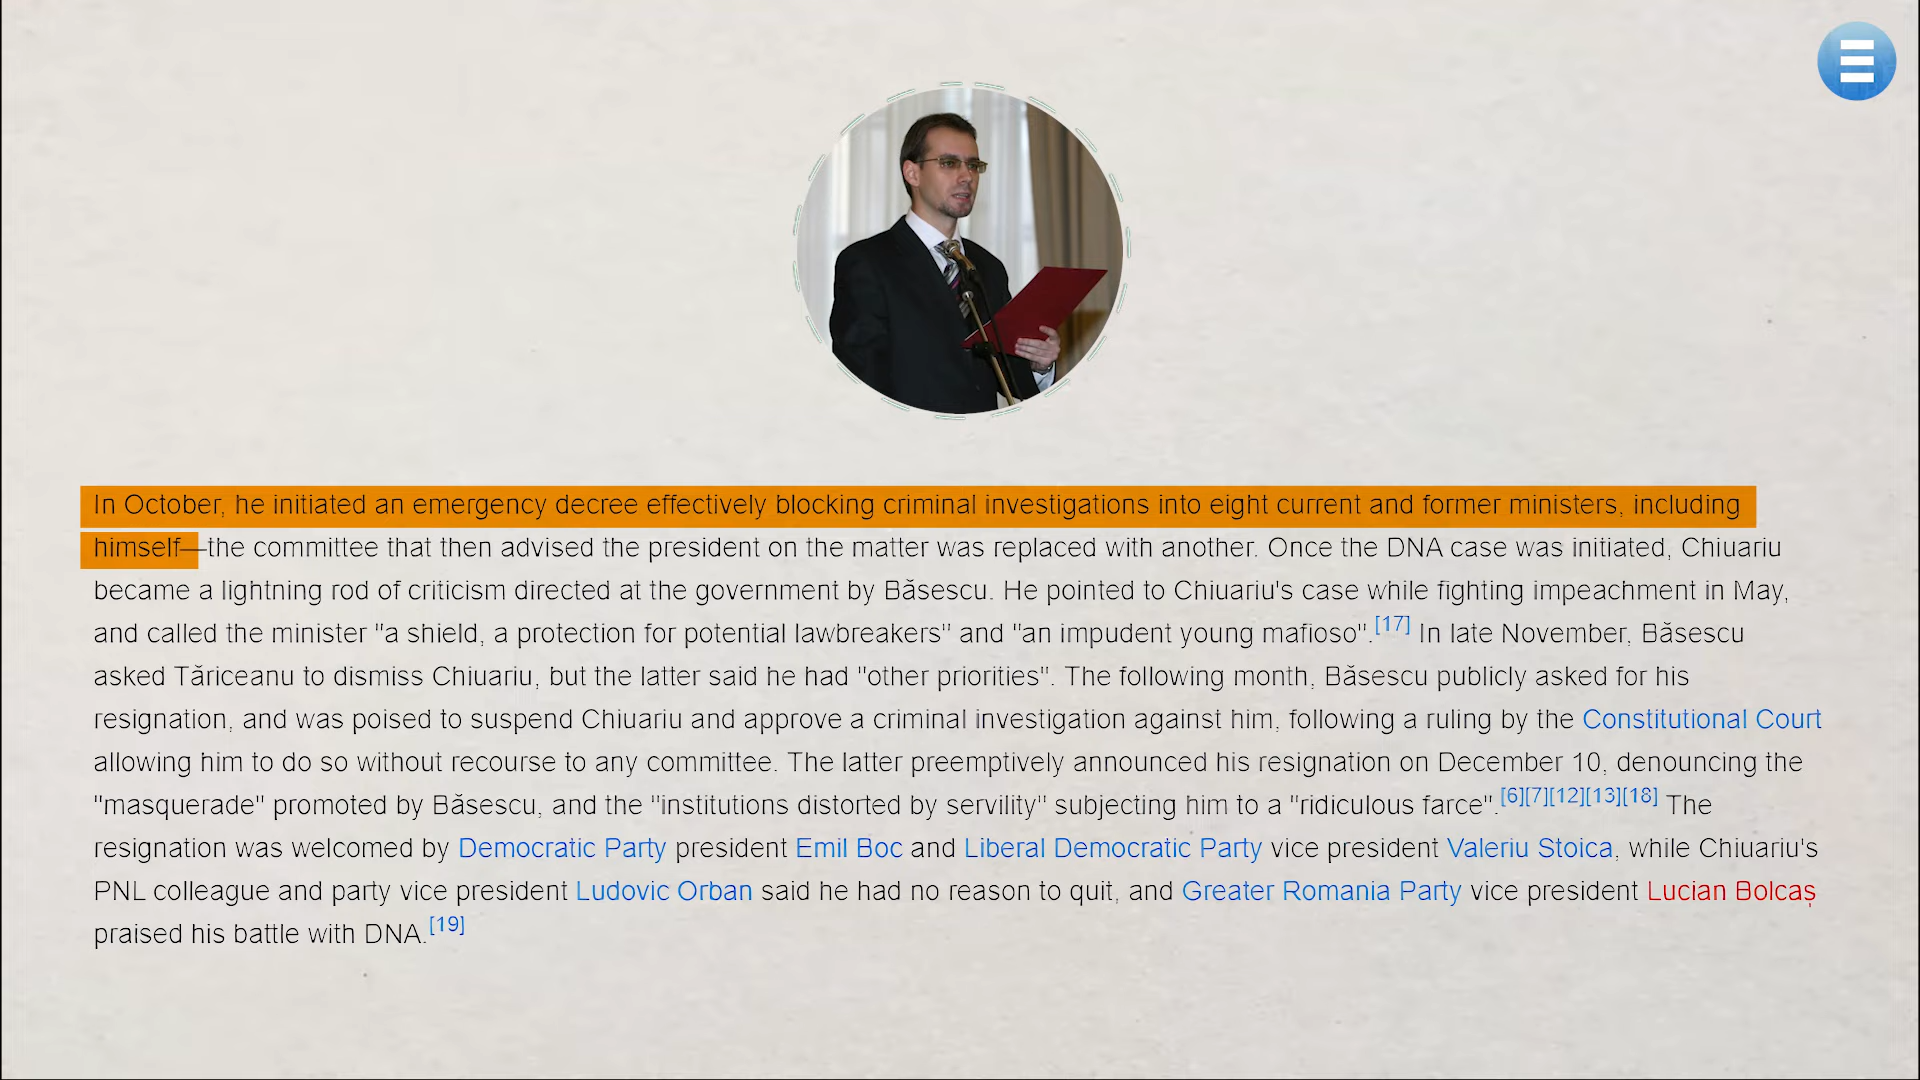 In October, he initiated an emergency decree effectively blocking criminal investigations into eight current and former ministers, including
himself—the committee that then advised the president on the matter was replaced with another. Once the DNA case was initiated, Chiuariu
became a lightning rod of criticism directed at the government by Băsescu. He pointed to Chiuariu's case while fighting impeachment in May,
and called the minister "a shield, a protection for potential lawbreakers" and "an impudent young mafioso".[17] In late November, Băsescu
asked Tăriceanu to dismiss Chiuariu, but the latter said he had "other priorities". The following month, Băsescu publicly asked for his
resignation, and was poised to suspend Chiuariu and approve a criminal investigation against him, following a ruling by the Constitutional Court
allowing him to do so without recourse to any committee. The latter preemptively announced his resignation on December 10, denouncing the
"masquerade" promoted by Băsescu, and the "institutions distorted by servility" subjecting him to a "ridiculous farce".[6][7][12][13][18] The
resignation was welcomed by Democratic Party president Emil Boc and Liberal Democratic Party vice president Valeriu Stoica, while Chiuariu's
PNL colleague and party vice president Ludovic Orban said he had no reason to quit, and Greater Romania Party vice president Lucian Bolcaș
praised his battle with DNA.[19]